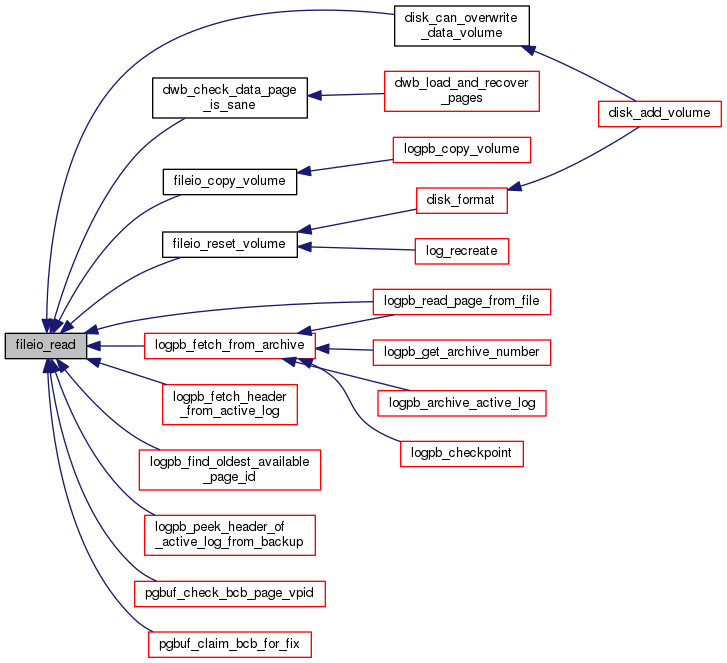 disk_can_overwrite
_data_volume
dwb_check_data_page
_is_sane
dwb_load_and_recover
_pages
disk_add_volume
logpb_copy_volume
fileio_copy_volume
disk_format
fileio_reset_volume
log_recreate
logpb_read_page_from_file
fileio_read
logpb_fetch_from_archive
logpb_get_archive_number
logpb_fetch_header
_from_active_log
logpb_archive_active_log
logpb_checkpoint
logpb_find_oldest_available
_page_id
logpb_peek_header_of
_active_log_from_backup
pgbuf_check_bcb_page_vpid
pgbuf_claim_bcb_for_fix